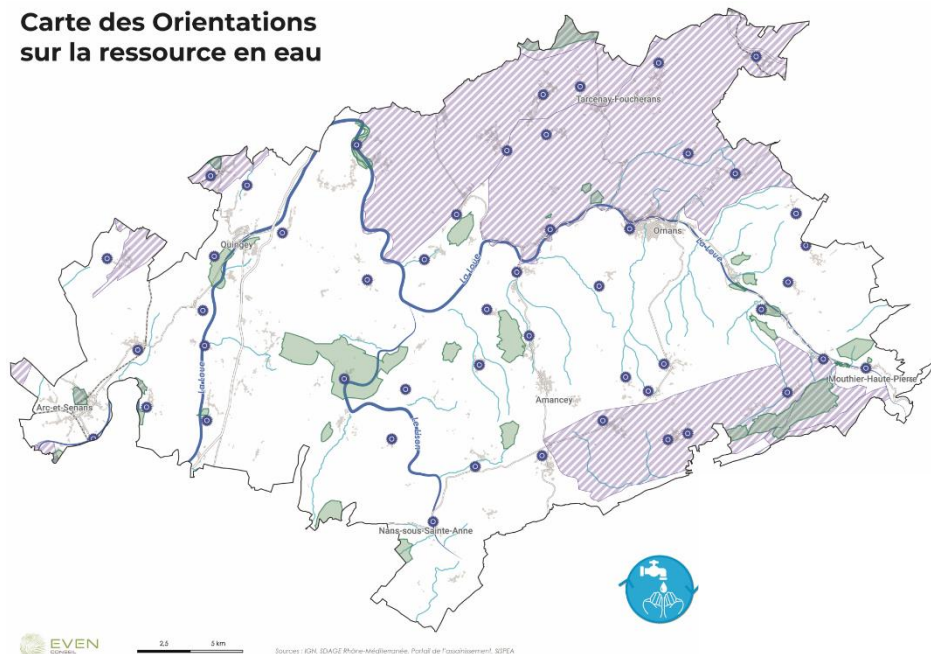 Carte des Orientations
sur la ressource en eau
Tarcenay-Foucherans
Quingey
Ornans
La Loue
La Loue
La Loue
Mouthier-Haute-Pierre
Arc-et-Senans
Amancey
Le Lison
Nans-sous-Sainte-Anne
EVEN
CONSEIL
2,5 5 km
Sources : IGN, SDAGE Rhône-Méditerranée, Portail de l'assainissement, SISPEA